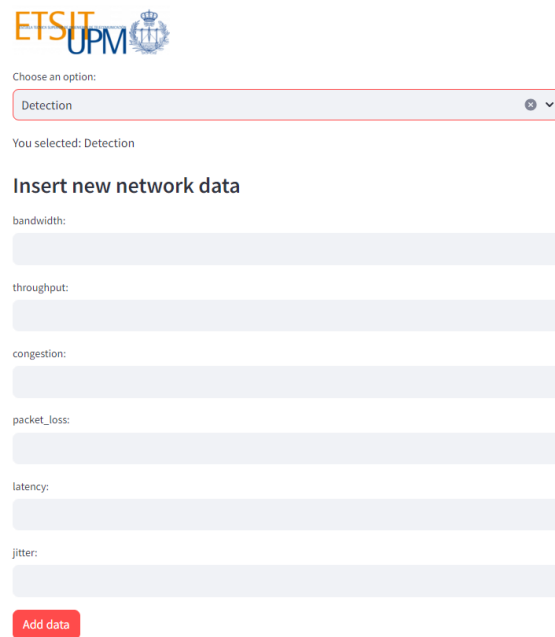 ETSIT
UPM
Choose an option:
Detection
You selected: Detection
Insert new network data
bandwidth:
throughput:
congestion:
packet_loss:
latency:
jitter:
Add data